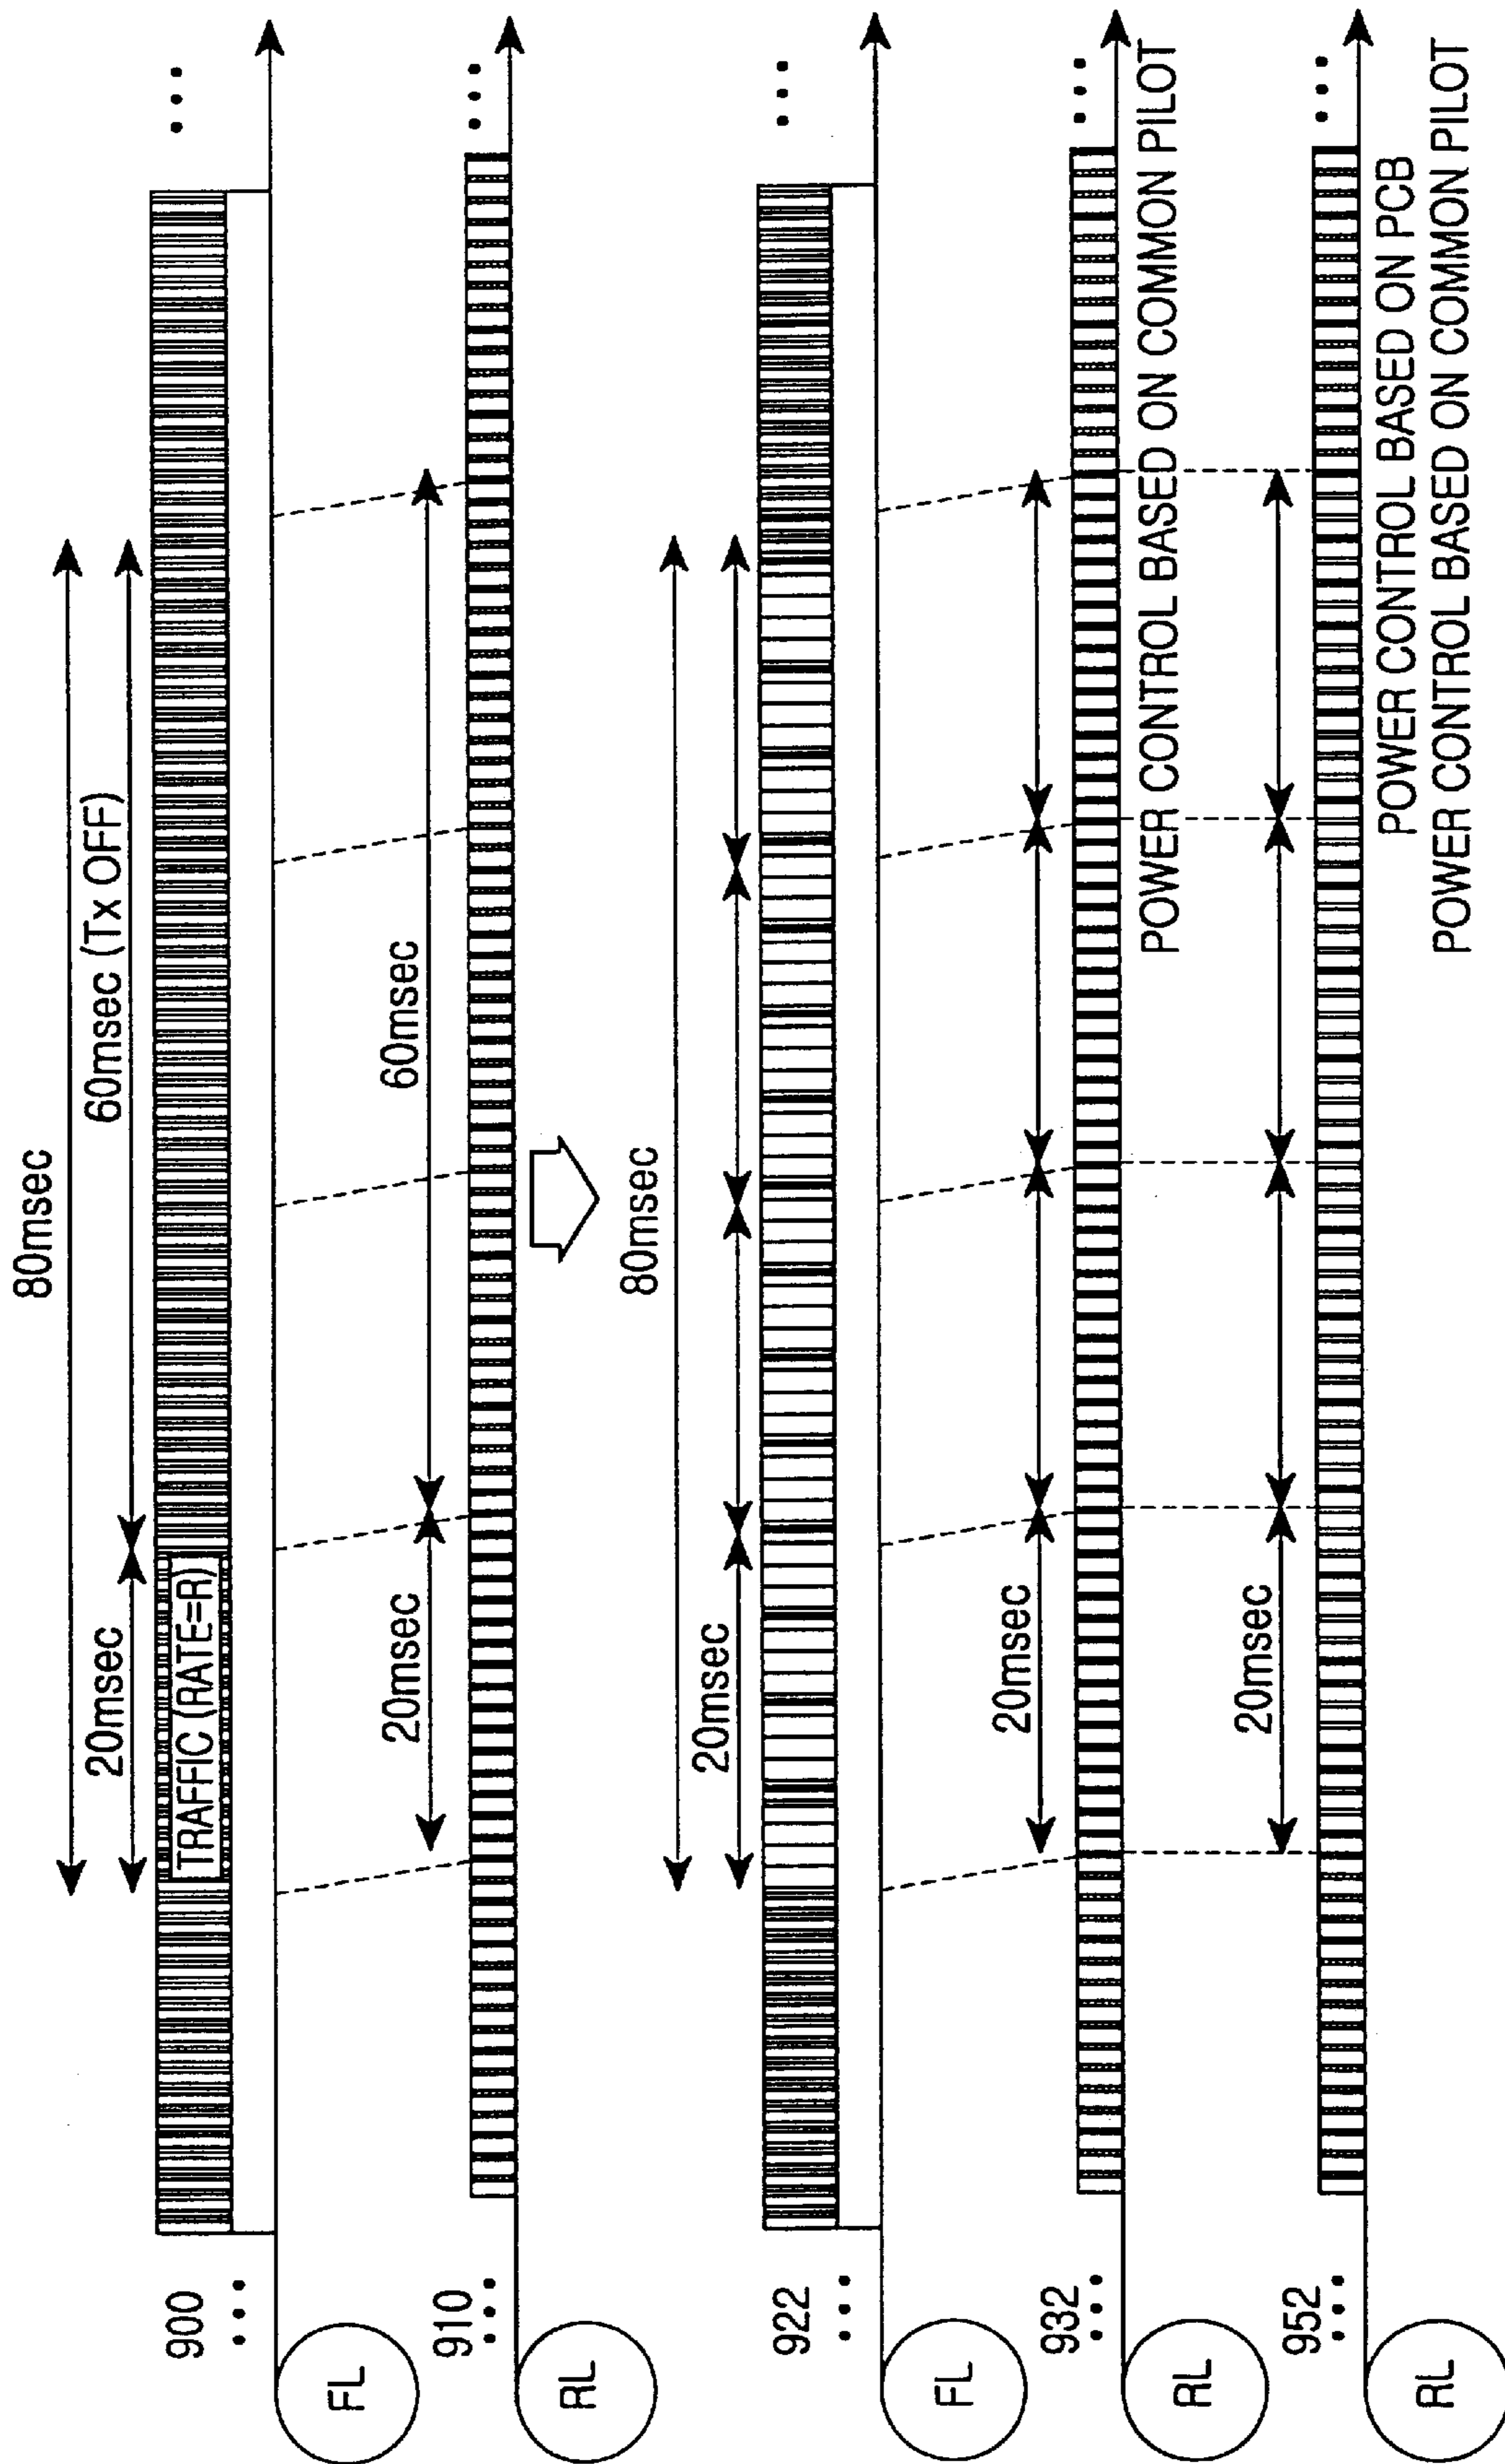 80msec
20msec
60msec (Tx OFF)
900
TRAFFIC (RATE=R)
FL
20msec
60msec
910
RL
80msec
20msec
922
FL
20msec
932
RL
POWER CONTROL BASED ON COMMON PILOT
20msec
952
RL
POWER CONTROL BASED ON PCB
POWER CONTROL BASED ON COMMON PILOT